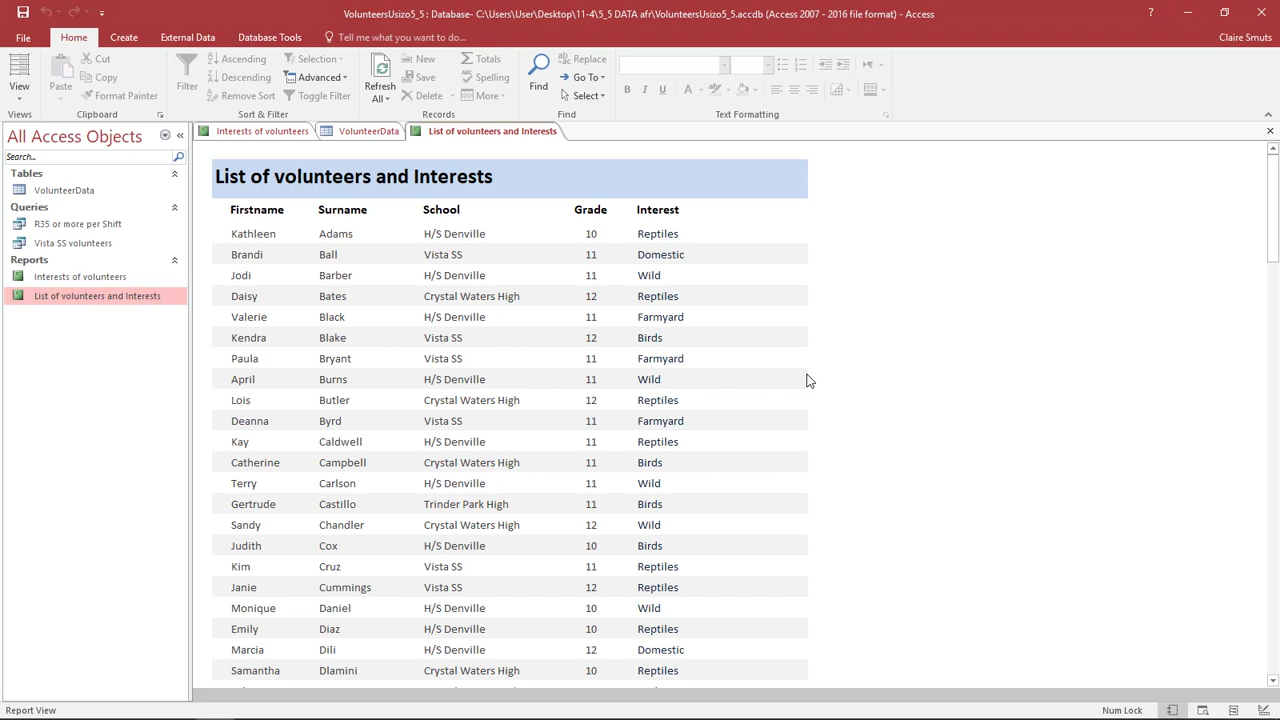 VolunteersUsizo5_5 : Database- C:\Users\User\Desktop\11-4\5_5 DATA afr\VolunteersUsizo5_5.accdb (Access 2007 - 2016 file format) - Access
?
File Home Create External Data Database Tools Tell me what you want to do... Claire Smuts
View Paste Cut Copy Format Painter
Filter Ascending Descending Remove Sort Selection Advanced Toggle Filter
Refresh All New Save Delete Totals Spelling More
Find Replace Go To Select
B I U A
Views Clipboard Sort & Filter Records Find Text Formatting
All Access Objects
Search...
Tables
VolunteerData
Queries
R35 or more per Shift
Vista SS volunteers
Reports
Interests of volunteers
List of volunteers and Interests
Interests of volunteers VolunteerData List of volunteers and Interests
List of volunteers and Interests
Firstname Surname School Grade Interest
Kathleen Adams H/S Denville 10 Reptiles
Brandi Ball Vista SS 11 Domestic
Jodi Barber H/S Denville 11 Wild
Daisy Bates Crystal Waters High 12 Reptiles
Valerie Black H/S Denville 11 Farmyard
Kendra Blake Vista SS 12 Birds
Paula Bryant Vista SS 11 Farmyard
April Burns H/S Denville 11 Wild
Lois Butler Crystal Waters High 12 Reptiles
Deanna Byrd Vista SS 11 Farmyard
Kay Caldwell H/S Denville 11 Reptiles
Catherine Campbell Crystal Waters High 11 Birds
Terry Carlson H/S Denville 11 Wild
Gertrude Castillo Trinder Park High 11 Birds
Sandy Chandler Crystal Waters High 12 Wild
Judith Cox H/S Denville 10 Birds
Kim Cruz Vista SS 11 Reptiles
Janie Cummings Vista SS 12 Reptiles
Monique Daniel H/S Denville 10 Wild
Emily Diaz H/S Denville 10 Reptiles
Marcia Dili H/S Denville 12 Domestic
Samantha Dlamini Crystal Waters High 10 Reptiles
Report View Num Lock